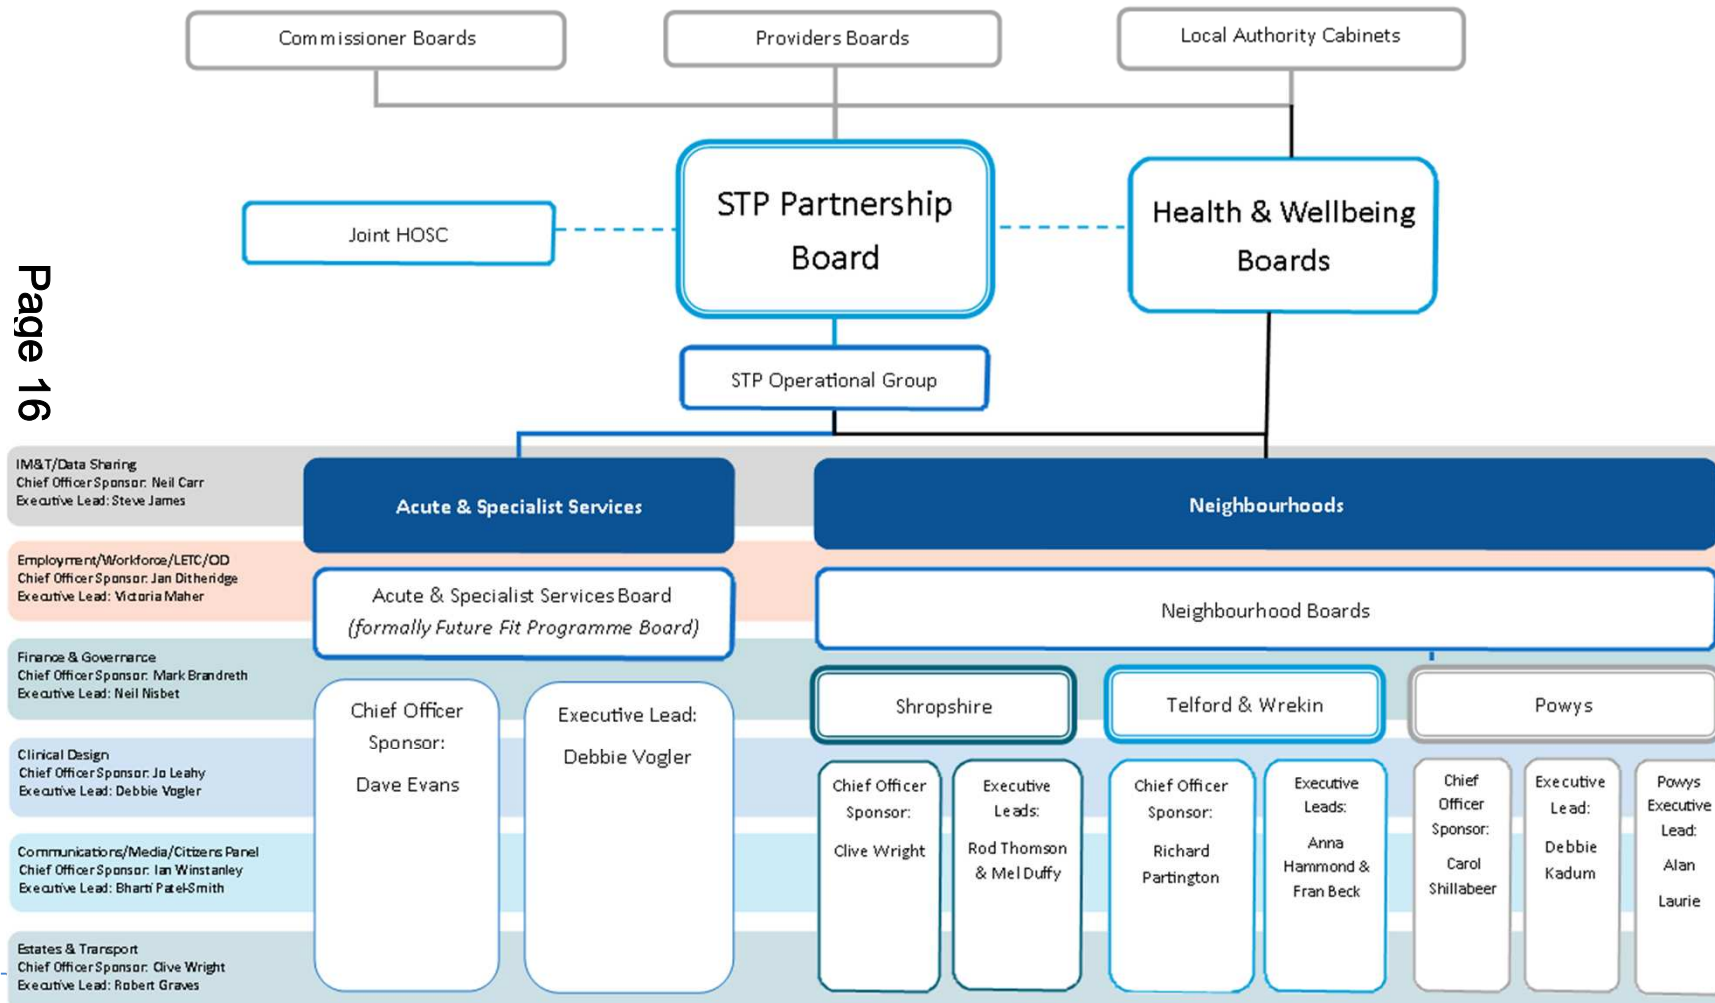 Commissioner Boards
Providers Boards
Local Authority Cabinets
STP Partnership
Board
Health & Wellbeing
Boards
Joint HOSC
STP Operational Group
Page 16
IM&T/Data Sharing
Chief Officer Sponsor: Neil Carr
Executive Lead: Steve James
Employment/Workforce/LETC/OD
Chief Officer Sponsor: Jan Ditheridge
Executive Lead: Victoria Maher
Finance & Governance
Chief Officer Sponsor: Mark Brandreth
Executive Lead: Neil Nisbet
Clinical Design
Chief Officer Sponsor: Jo Leahy
Executive Lead: Debbie Vogler
Communications/Media/Citizens Panel
Chief Officer Sponsor: Ian Winstanley
Executive Lead: Bharti Patel-Smith
Estates & Transport
Chief Officer Sponsor: Clive Wright
Executive Lead: Robert Graves
Acute & Specialist Services
Acute & Specialist Services Board
(formally Future Fit Programme Board)
Chief Officer
Sponsor:
Dave Evans
Executive Lead:
Debbie Vogler
Neighbourhoods
Neighbourhood Boards
Shropshire
Chief Officer
Sponsor:
Clive Wright
Executive
Leads:
Rod Thomson
& Mel Duffy
Telford & Wrekin
Chief Officer
Sponsor:
Richard
Partington
Executive
Leads:
Anna
Hammond &
Fran Beck
Powys
Chief
Officer
Sponsor:
Carol
Shillabeer
Executive
Lead:
Debbie
Kadum
Powys
Executive
Lead:
Alan
Laurie